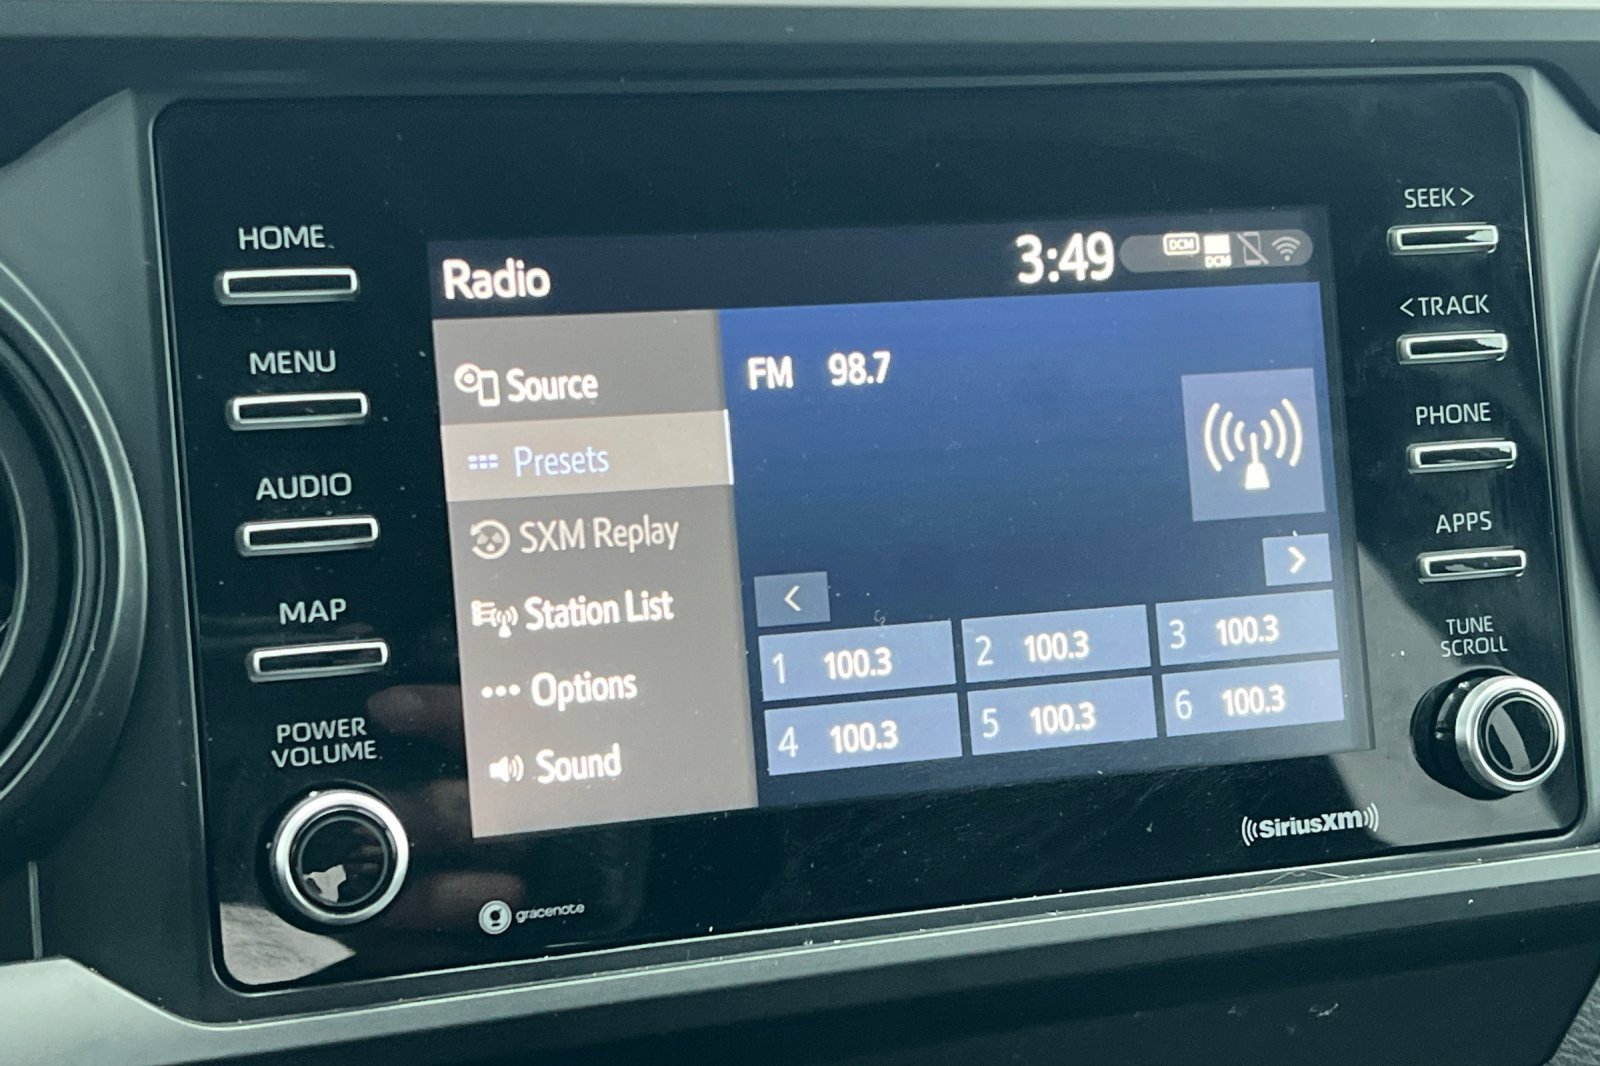 HOME
MENU
AUDIO
MAP
POWER
VOLUME
Radio
3:49
DCM
DCM
Source
Presets
SXM Replay
Station List
Options
Sound
FM 98.7
<
>
1 100.3
2 100.3
3 100.3
4 100.3
5 100.3
6 100.3
SEEK >
< TRACK
PHONE
APPS
TUNE
SCROLL
gracenote
SiriusXM